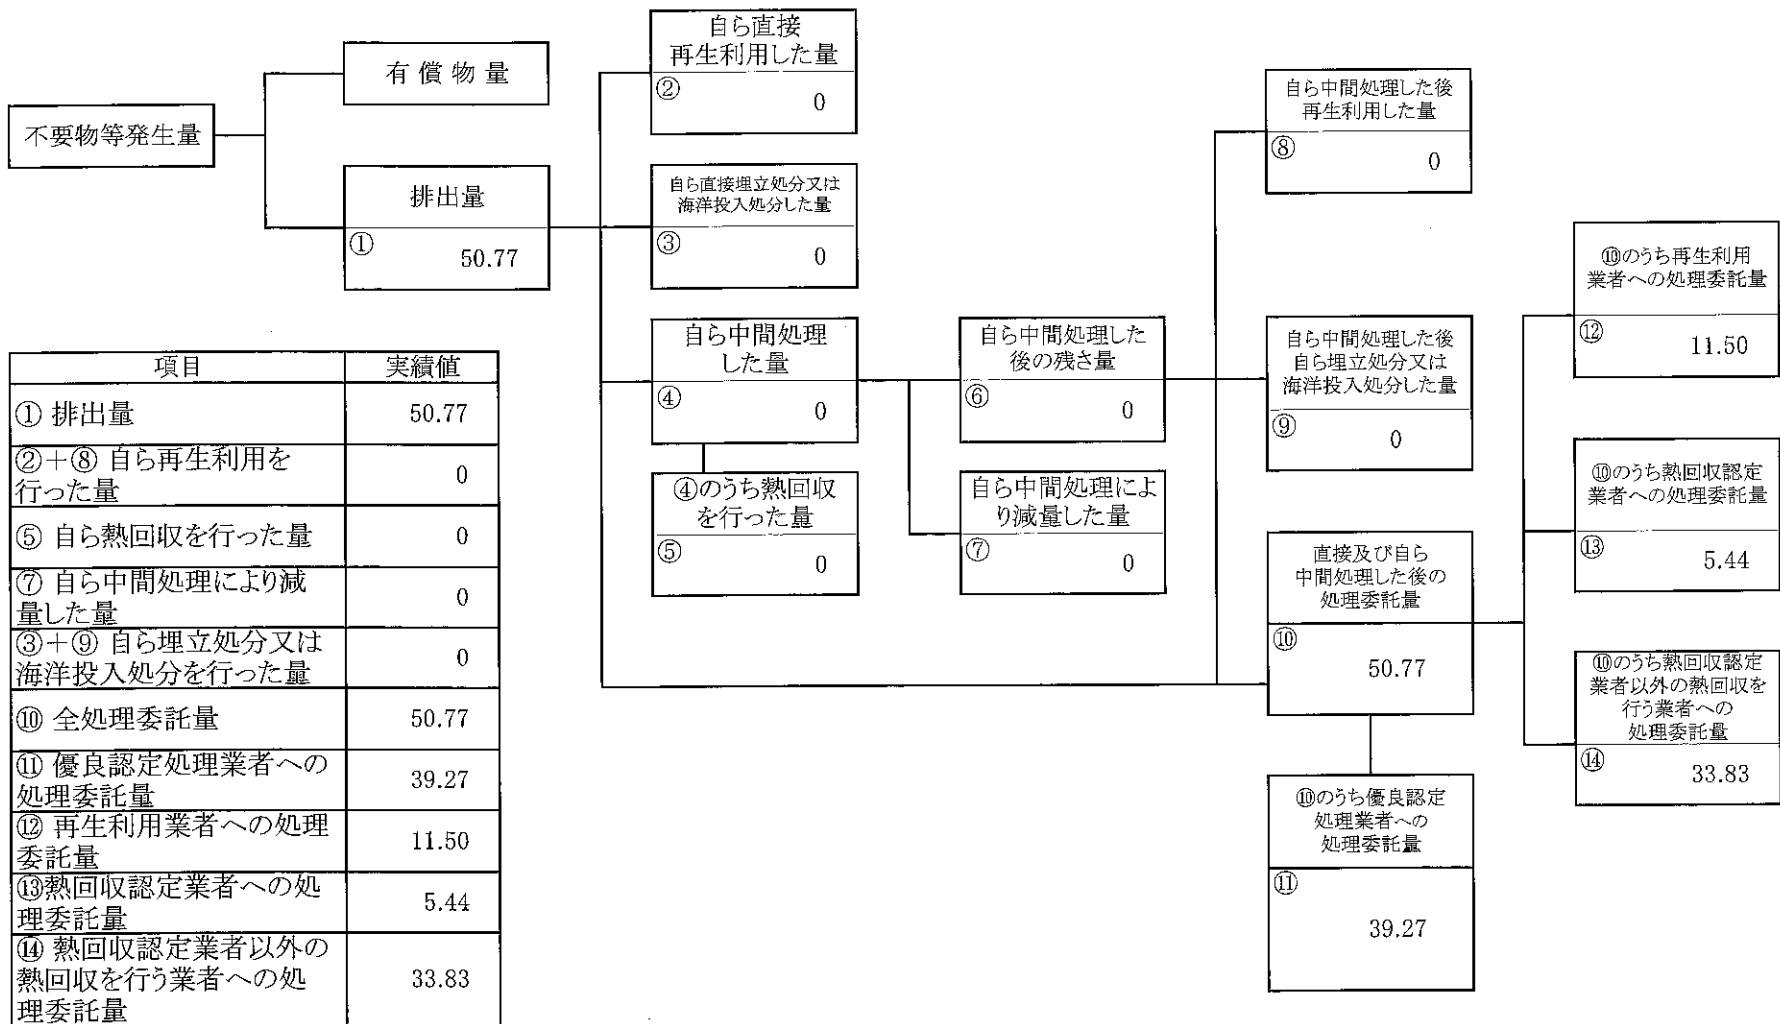 不要物等発生量
有償物量
排出量
①
50.77
自ら直接
再生利用した量
②
0
自ら直接埋立処分又は
海洋投入処分した量
③
0
自ら中間処理
した量
④
0
④のうち熱回収
を行った量
⑤
0
自ら中間処理した
後の残さ量
⑥
0
自ら中間処理によ
り減量した量
⑦
0
自ら中間処理した後
再生利用した量
⑧
0
自ら中間処理した後
自ら埋立処分又は
海洋投入処分した量
⑨
0
直接及び自ら
中間処理した後の
処理委託量
⑩
50.77
⑩のうち優良認定
処理業者への
処理委託量
⑪
39.27
⑩のうち再生利用
業者への処理委託量
⑫
11.50
⑩のうち熱回収認定
業者への処理委託量
⑬
5.44
⑩のうち熱回収認定
業者以外の熱回収を
行う業者への
処理委託量
⑭
33.83
項目 実績値
① 排出量 50.77
②+⑧ 自ら再生利用を
行った量 0
⑤ 自ら熱回収を行った量 0
⑦ 自ら中間処理により減
量した量 0
③+⑨ 自ら埋立処分又は
海洋投入処分を行った量 0
⑩ 全処理委託量 50.77
⑪ 優良認定処理業者への
処理委託量 39.27
⑫ 再生利用業者への処理
委託量 11.50
⑬熱回収認定業者への処
理委託量 5.44
⑭ 熱回収認定業者以外の
熱回収を行う業者への処
理委託量 33.83